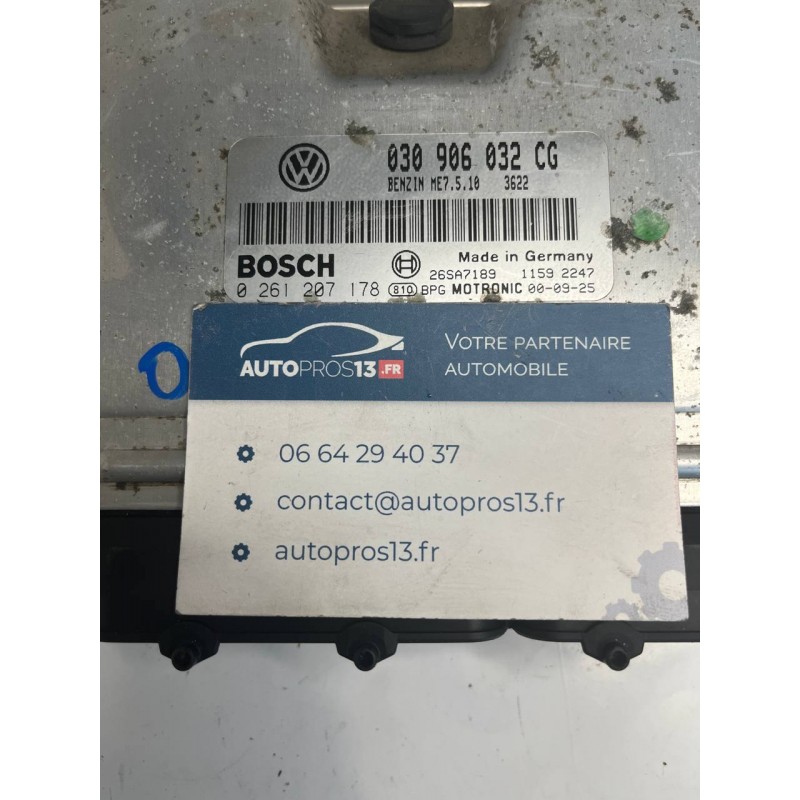 030 906 032 CG
BENZIN ME7.5.10 3622
BOSCH
Made in Germany
26SA7189 1159 2247
0 261 207 178 810 BPG MOTRONIC 00-09-25
AUTOPROS13.FR
VOTRE PARTENAIRE
AUTOMOBILE
06 64 29 40 37
contact@autopros13.fr
autopros13.fr